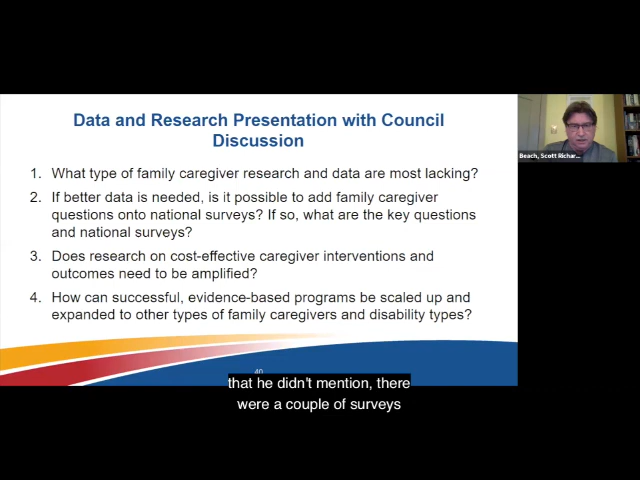 Data and Research Presentation with Council
Discussion
1. What type of family caregiver research and data are most lacking?
2. If better data is needed, is it possible to add family caregiver
questions onto national surveys? If so, what are the key questions
and national surveys?
3. Does research on cost-effective caregiver interventions and
outcomes need to be amplified?
4. How can successful, evidence-based programs be scaled up and
expanded to other types of family caregivers and disability types?
40
Beach, Scott Richar...
that he didn't mention, there
were a couple of surveys